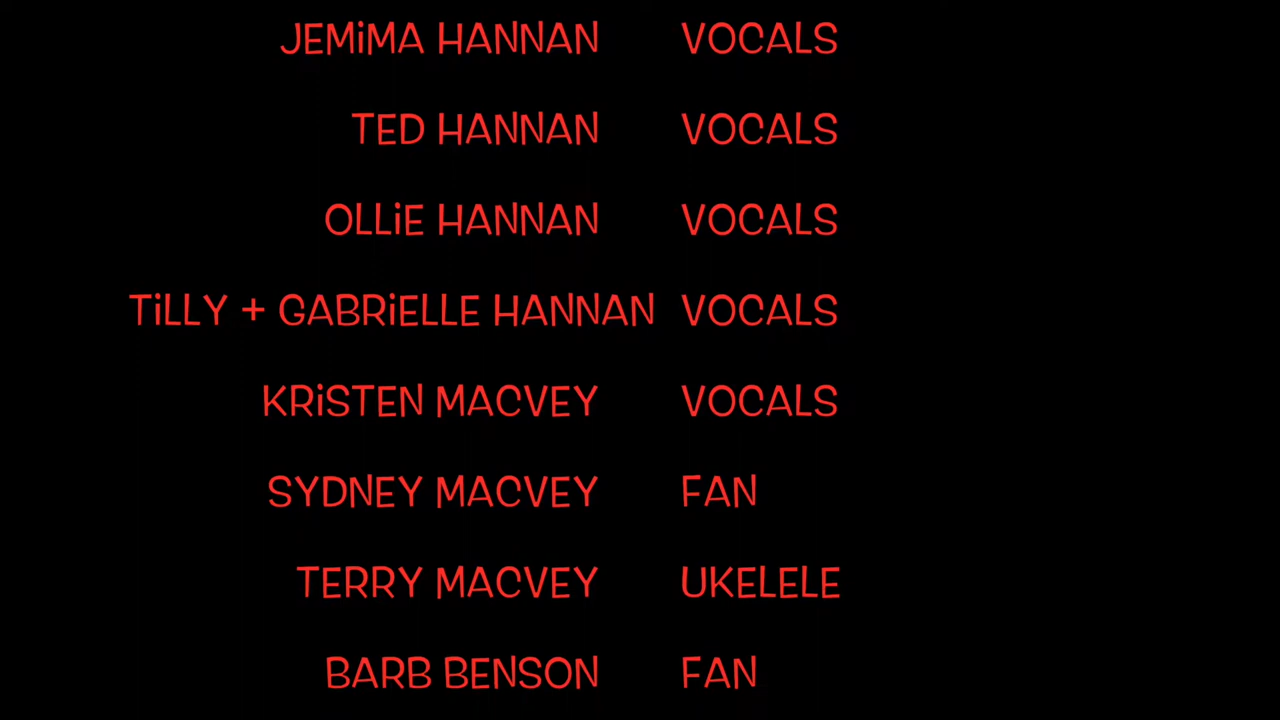 JEMiMA HANNAN VOCALS
TED HANNAN VOCALS
OLLiE HANNAN VOCALS
TiLLY + GABRiELLE HANNAN VOCALS
KRiSTEN MACVEY VOCALS
SYDNEY MACVEY FAN
TERRY MACVEY UKELELE
BARB BENSON FAN